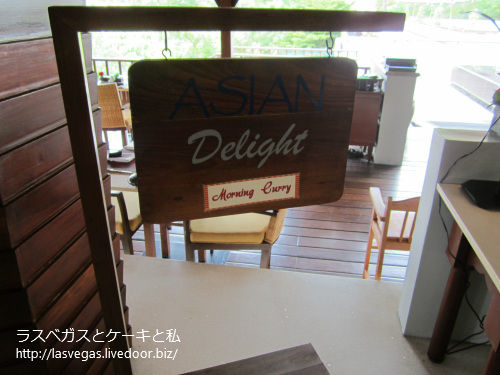 ASIAN
Delight
Morning Curry
ラスベガスとケーキと私
http://lasvegas.livedoor.biz/